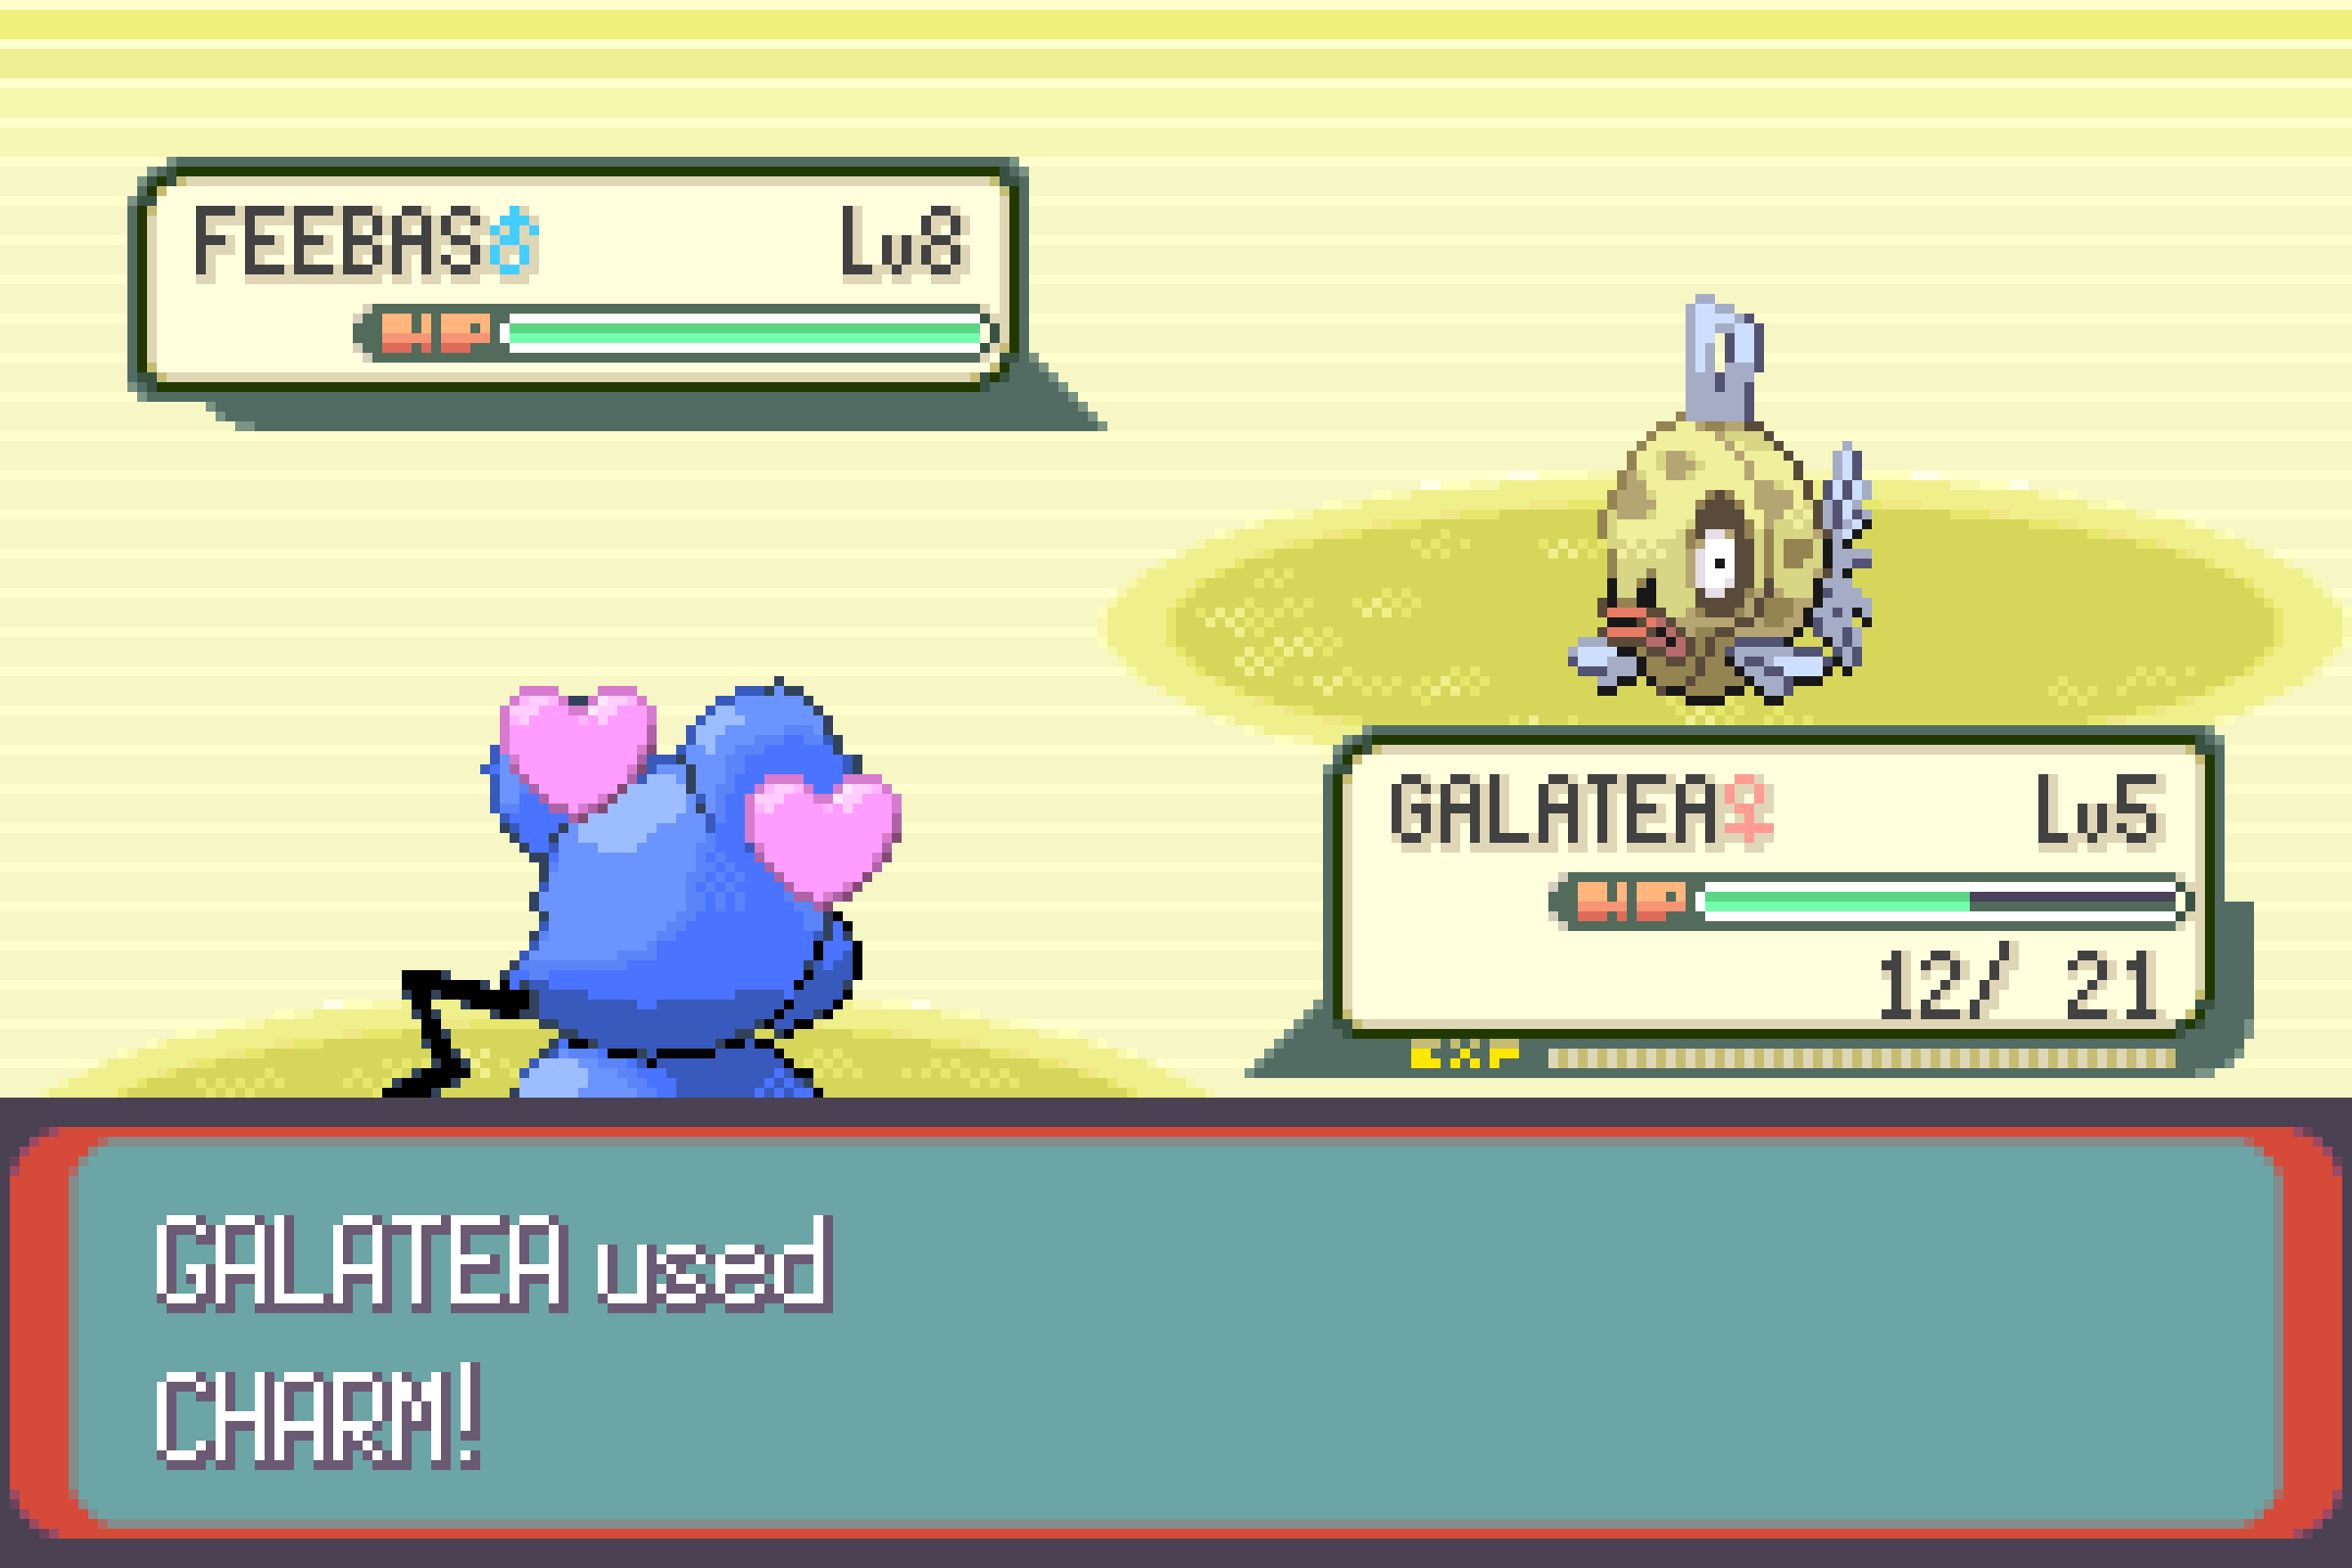 FEEBAS♂ Lv8
HP
GALATEA♀ Lv5
HP
12/ 21
EXP
GALATEA used
CHARM!